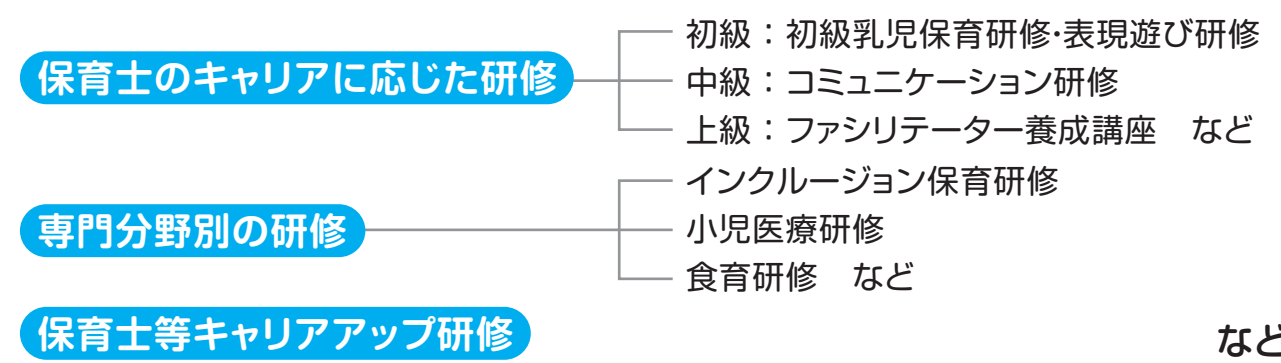 保育士のキャリアに応じた研修
初級：初級乳児保育研修・表現遊び研修
中級：コミュニケーション研修
上級：ファシリテーター養成講座　など
専門分野別の研修
インクルージョン保育研修
小児医療研修
食育研修　など
保育士等キャリアアップ研修
など